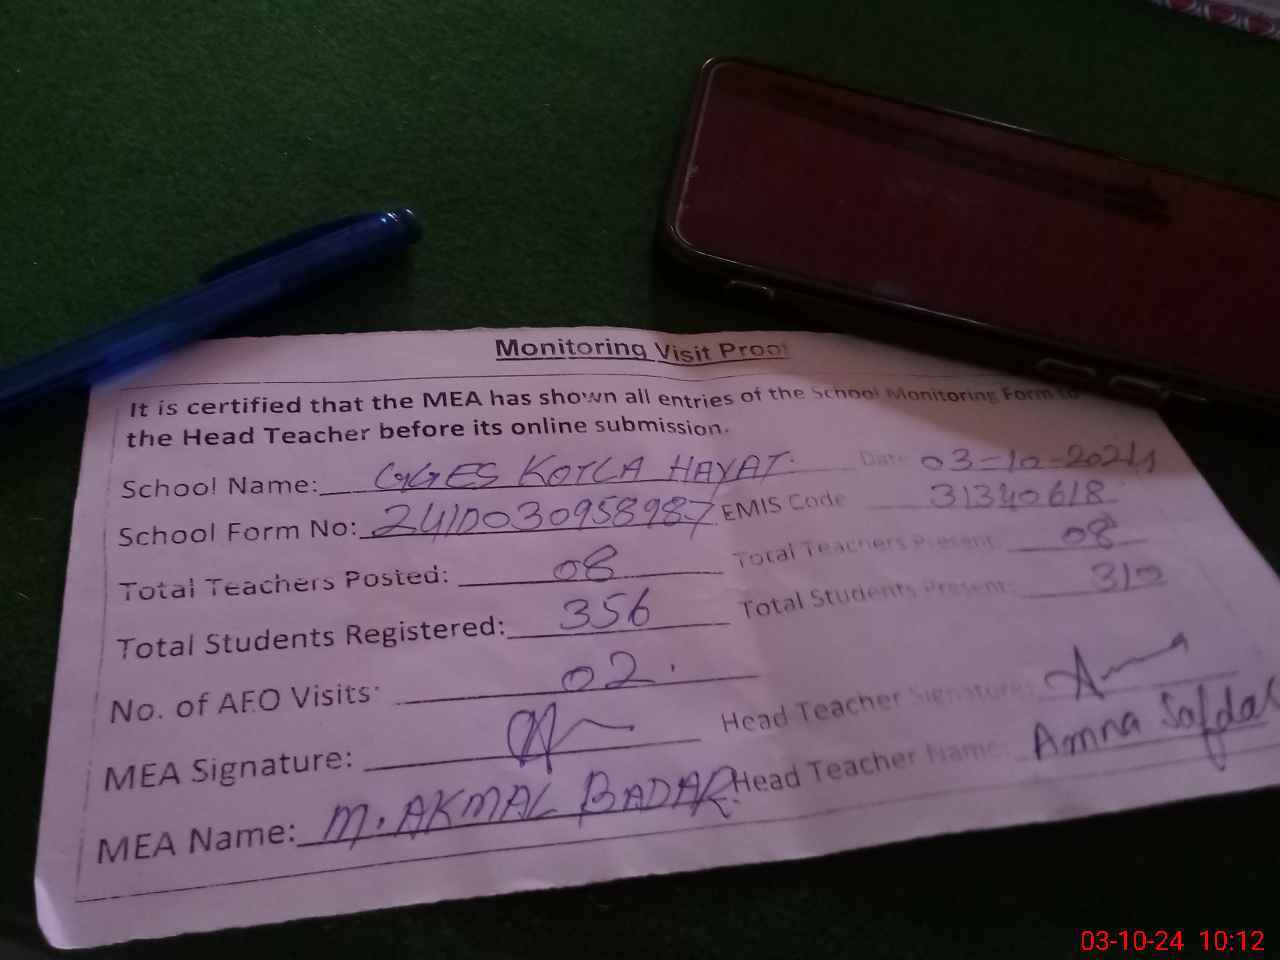 Monitoring Visit Proof
It is certified that the MEA has shown all entries of the School Monitoring Form to
the Head Teacher before its online submission.
School Name: GGES KOTLA HAYAT. Date 03-10-2024
School Form No: 2410030958987 EMIS Code 31340618
Total Teachers Posted: 08 Total Teachers Present: 08
Total Students Registered: 356 Total Students Present: 310
No. of AEO Visits: 02.
MEA Signature: Head Teacher Signature:
MEA Name: M. AKMAL BADAR. Head Teacher Name: Amna Safdar
03-10-24 10:12